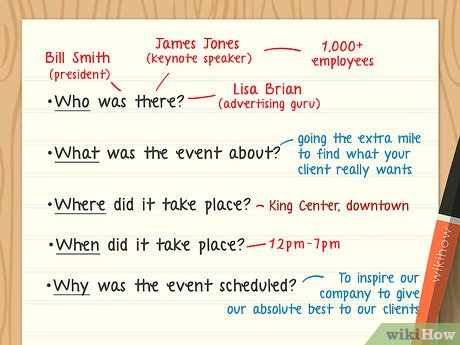 Bill Smith
(president)
James Jones
(keynote speaker)
1,000+
employees
• Who was there?
Lisa Brian
(advertising guru)
• What was the event about?
going the extra mile
to find what your
client really wants
• Where did it take place?
King Center, downtown
• When did it take place?
12pm-7pm
• Why was the event scheduled?
To inspire our
company to give
our absolute best to our clients
wikihow
wikiHow